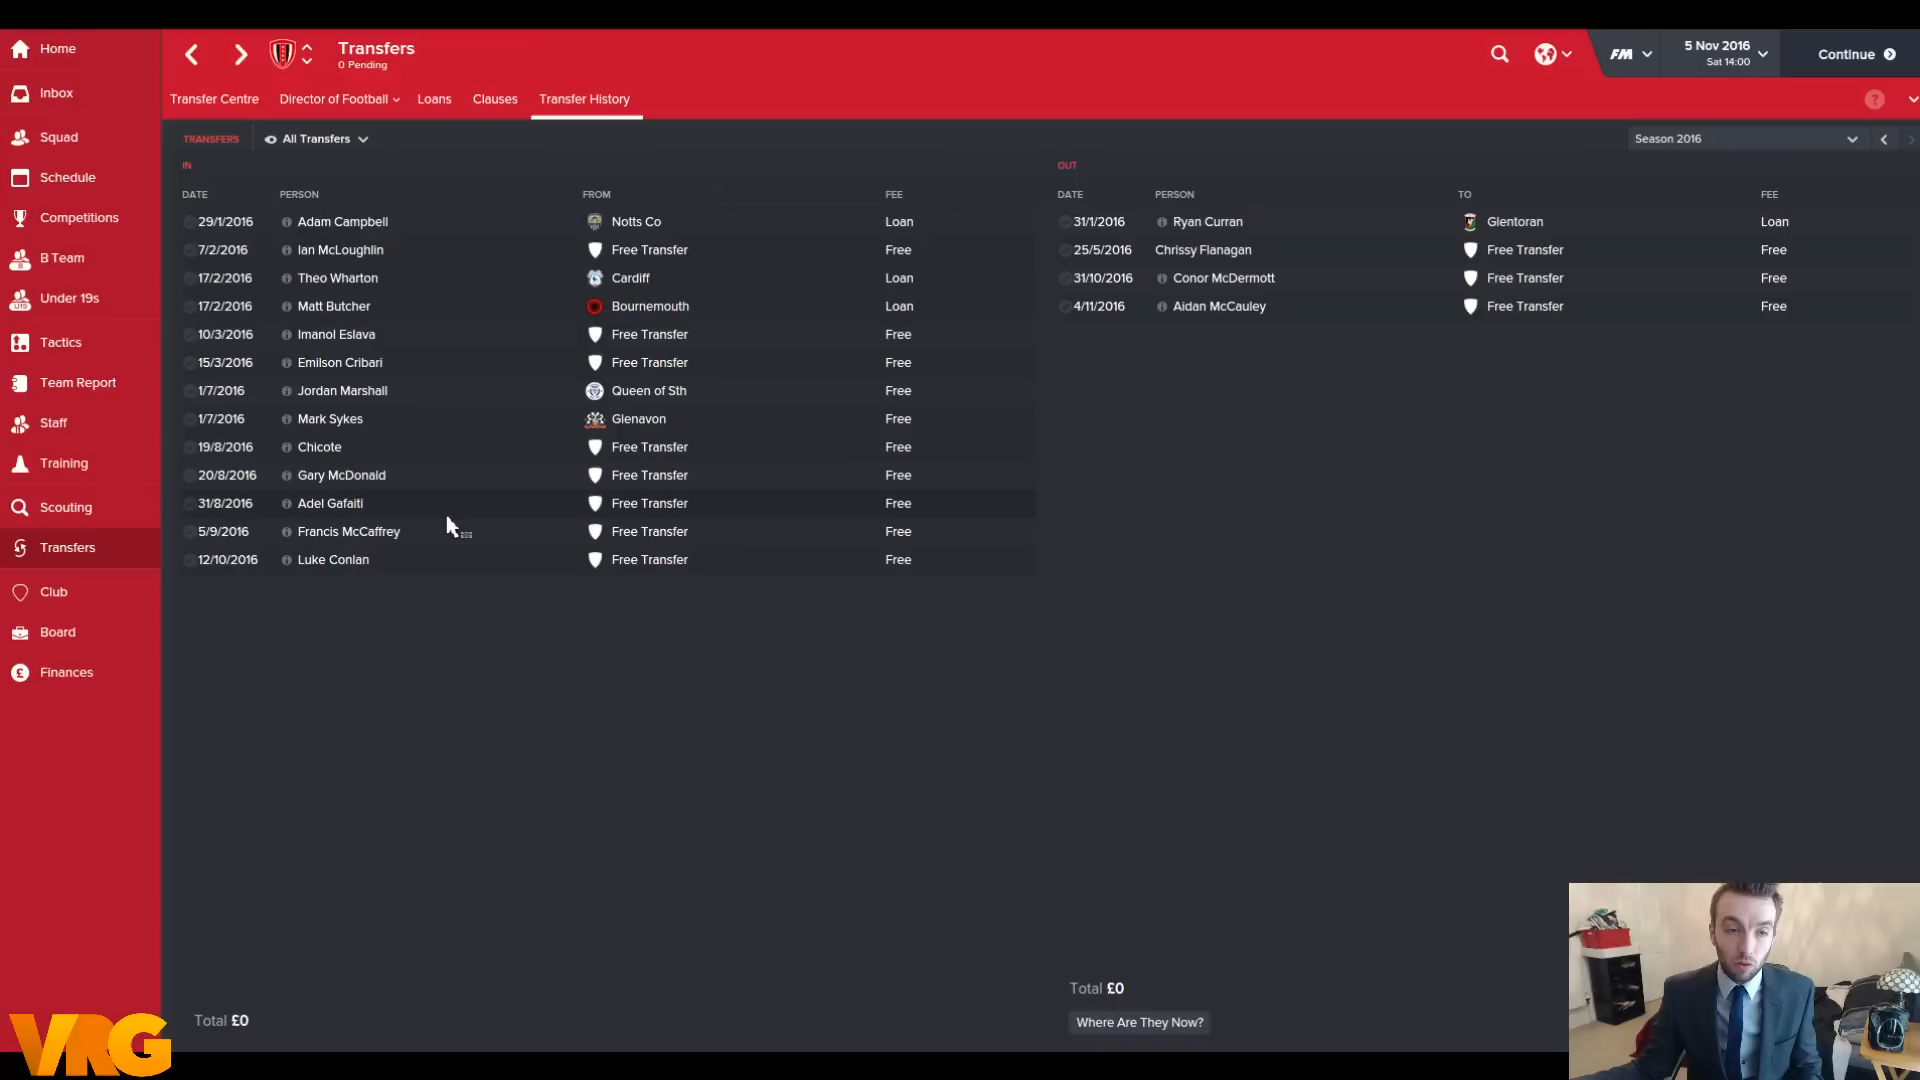 Home
Inbox
Squad
Schedule
Competitions
B Team
Under 19s
Tactics
Team Report
Staff
Training
Scouting
Transfers
Club
Board
Finances
Transfers
0 Pending
FM
5 Nov 2016
Sat 14:00
Continue
Transfer Centre Director of Football Loans Clauses Transfer History
?
TRANSFERS All Transfers Season 2016
IN
DATE PERSON FROM FEE
29/1/2016 Adam Campbell Notts Co Loan
7/2/2016 Ian McLoughlin Free Transfer Free
17/2/2016 Theo Wharton Cardiff Loan
17/2/2016 Matt Butcher Bournemouth Loan
10/3/2016 Imanol Eslava Free Transfer Free
15/3/2016 Emilson Cribari Free Transfer Free
1/7/2016 Jordan Marshall Queen of Sth Free
1/7/2016 Mark Sykes Glenavon Free
19/8/2016 Chicote Free Transfer Free
20/8/2016 Gary McDonald Free Transfer Free
31/8/2016 Adel Gafaiti Free Transfer Free
5/9/2016 Francis McCaffrey Free Transfer Free
12/10/2016 Luke Conlan Free Transfer Free
Total £0
OUT
DATE PERSON TO FEE
31/1/2016 Ryan Curran Glentoran Loan
25/5/2016 Chrissy Flanagan Free Transfer Free
31/10/2016 Conor McDermott Free Transfer Free
4/11/2016 Aidan McCauley Free Transfer Free
Total £0
Where Are They Now?
VRG